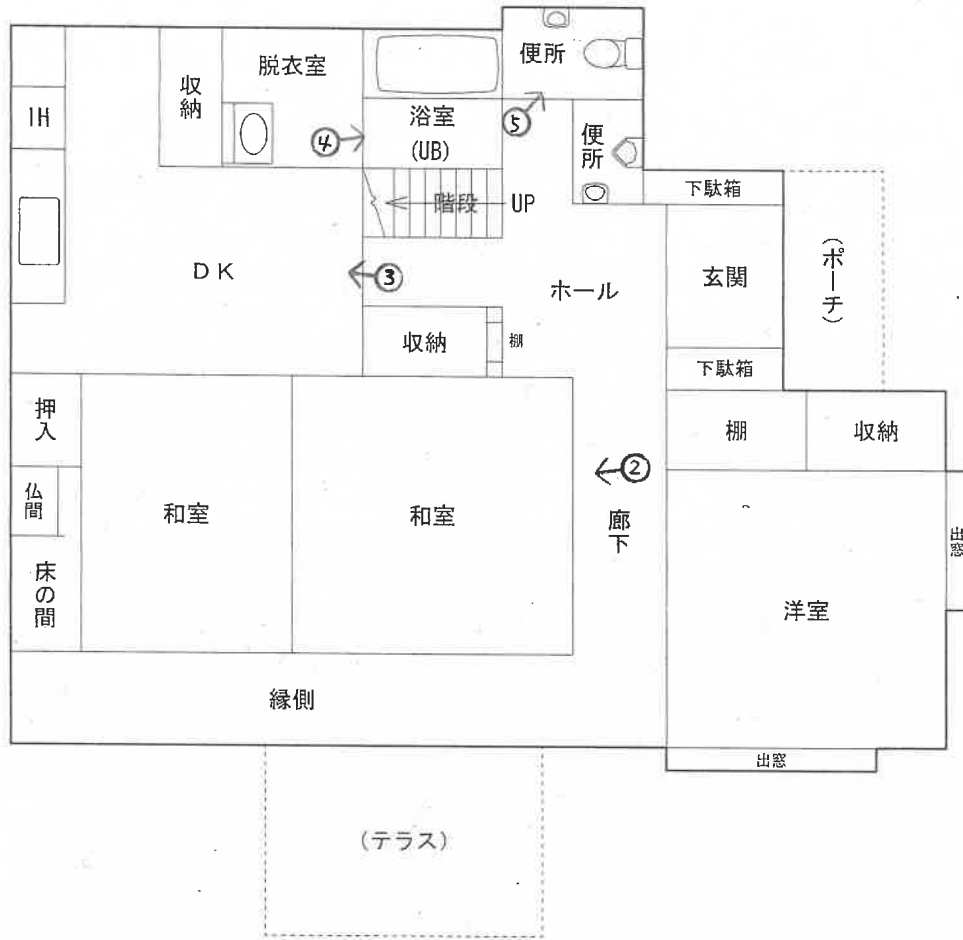 便所
脱衣室
収納
IH
浴室
(UB)
④
⑤
便所
下駄箱
階段
UP
DK
③
ホール
玄関
(ポーチ)
収納
棚
下駄箱
押入
棚
収納
仏間
和室
和室
②
廊下
出窓
床の間
洋室
縁側
出窓
(テラス)